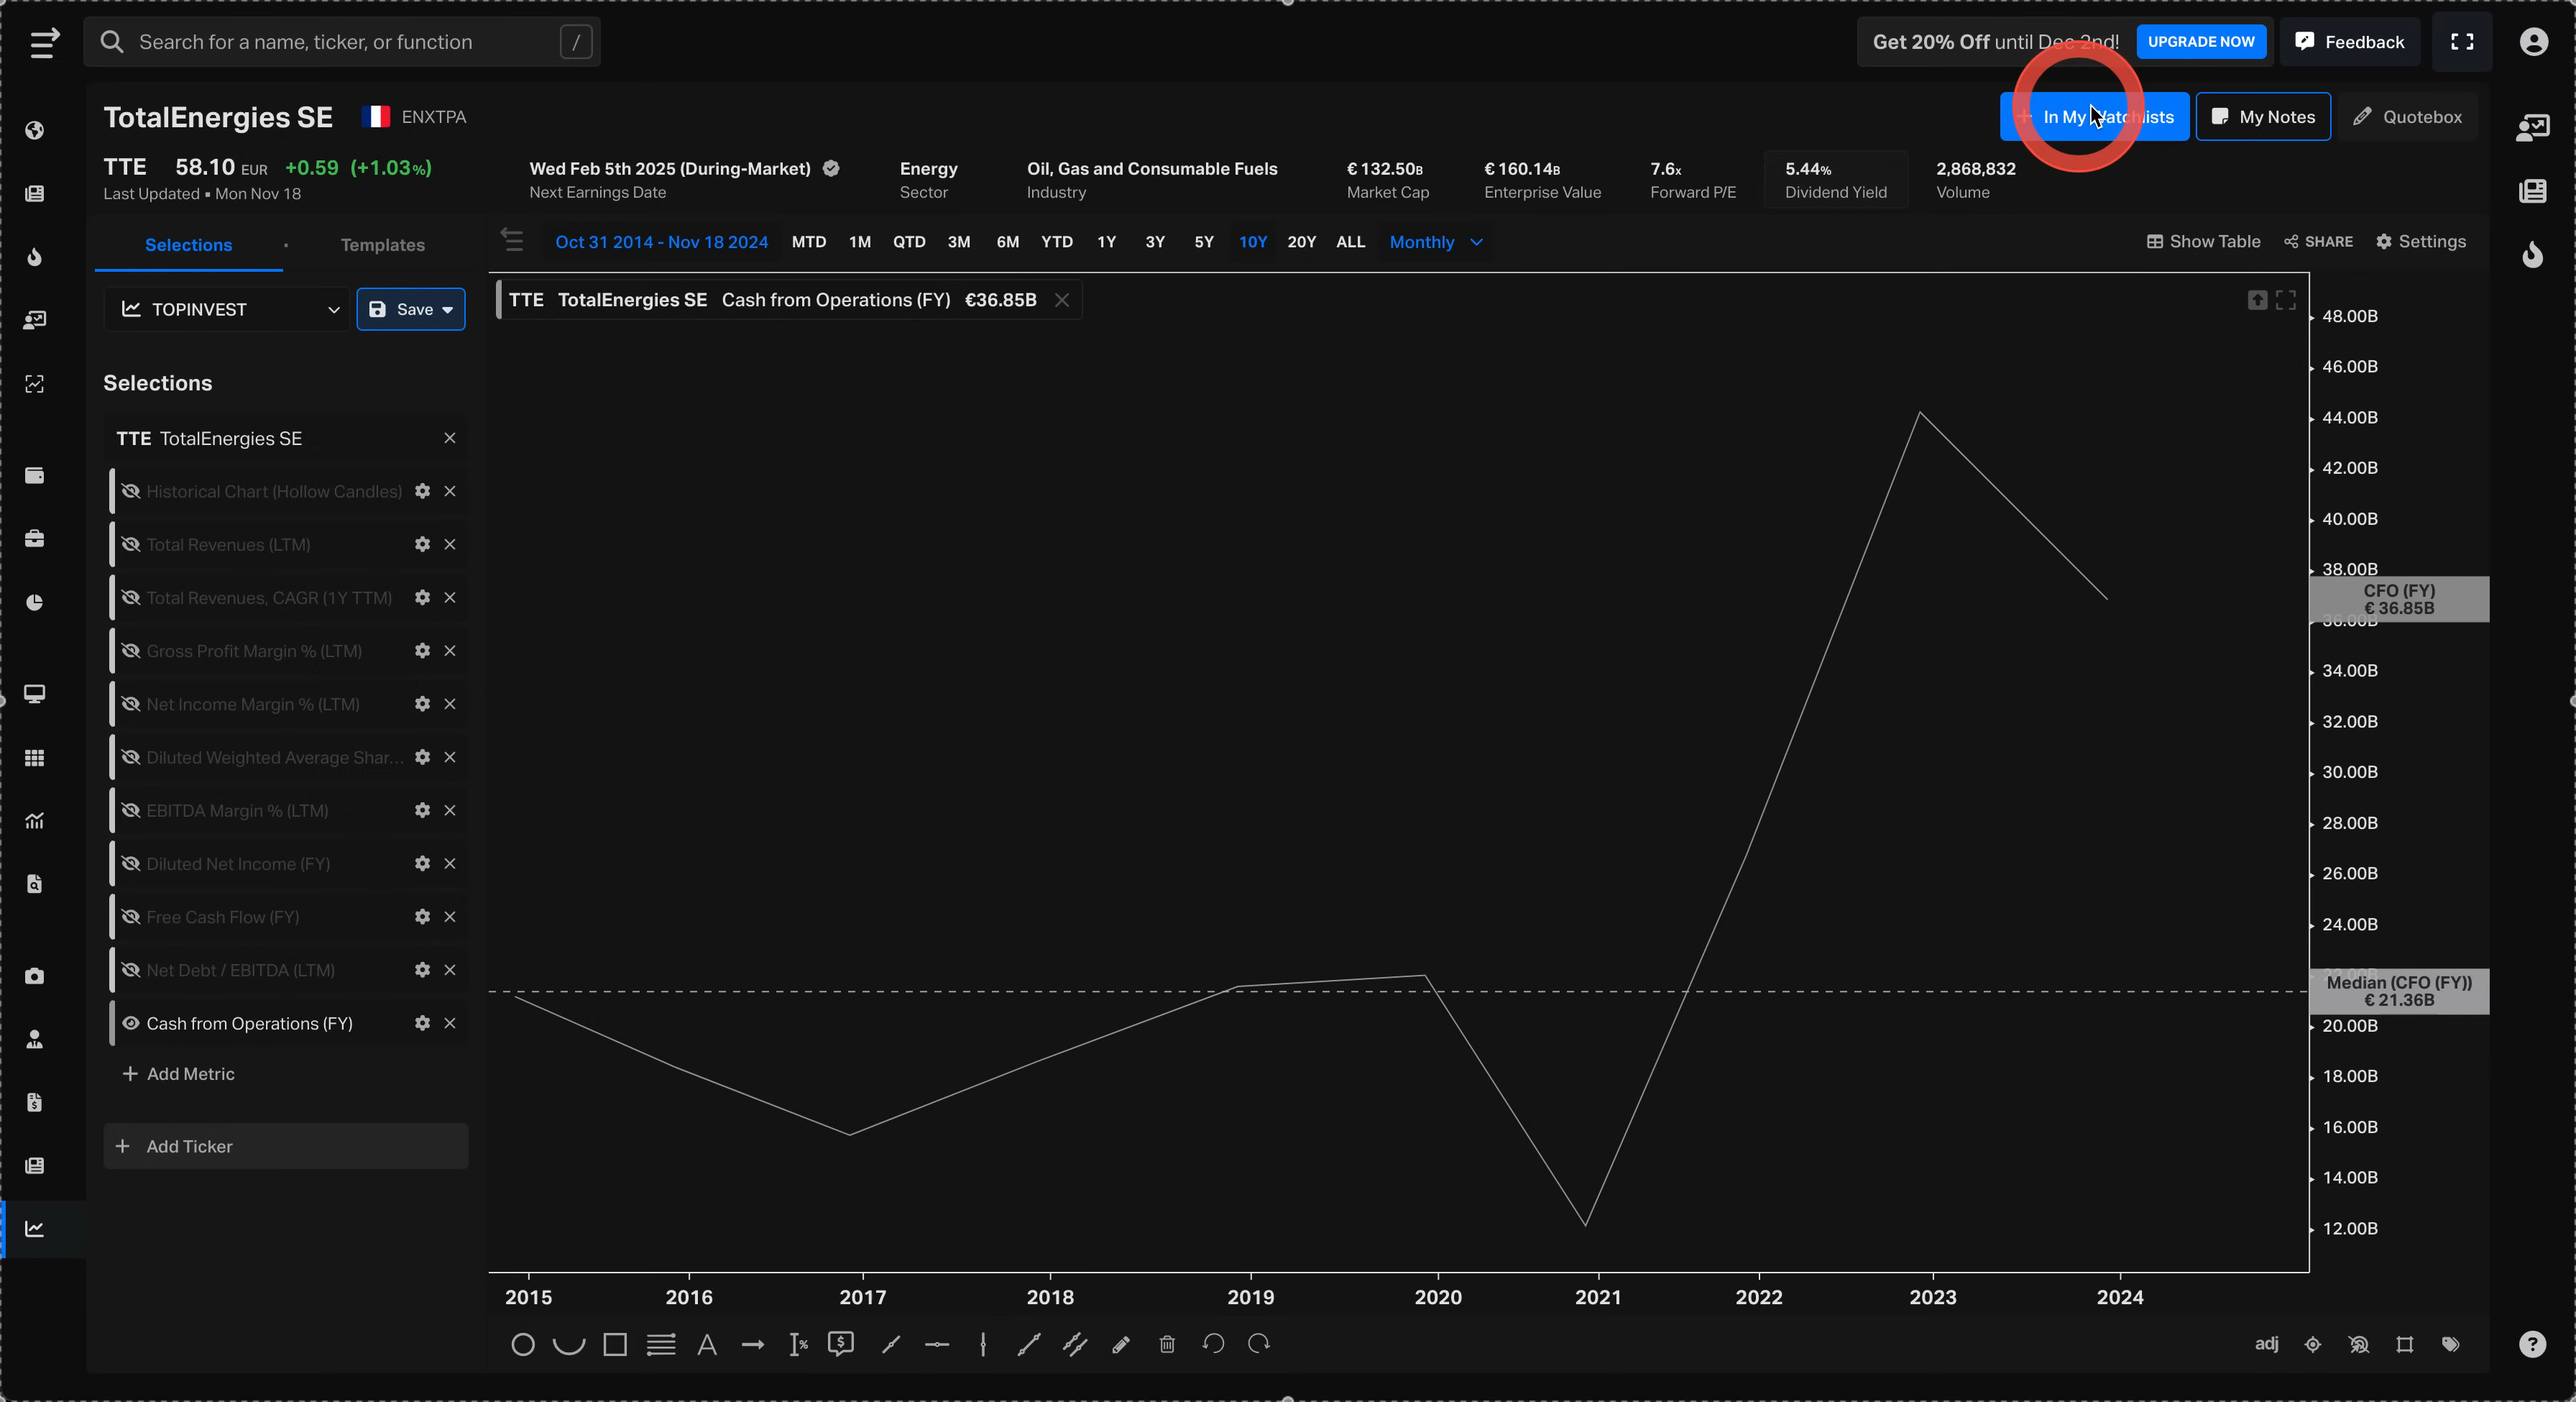 Search for a name, ticker, or function /
Get 20% Off until Dec 2nd! UPGRADE NOW Feedback
TotalEnergies SE ENXTPA
+ In My Watchlists My Notes Quotebox
TTE 58.10 EUR +0.59 (+1.03%)
Last Updated ▪ Mon Nov 18
Wed Feb 5th 2025 (During-Market)
Next Earnings Date
Energy
Sector
Oil, Gas and Consumable Fuels
Industry
€132.50B
Market Cap
€160.14B
Enterprise Value
7.6x
Forward P/E
5.44%
Dividend Yield
2,868,832
Volume
Selections · Templates
Oct 31 2014 - Nov 18 2024 MTD 1M QTD 3M 6M YTD 1Y 3Y 5Y 10Y 20Y ALL Monthly
Show Table SHARE Settings
TOPINVEST Save
Selections
TTE TotalEnergies SE
Historical Chart (Hollow Candles)
Total Revenues (LTM)
Total Revenues, CAGR (1Y TTM)
Gross Profit Margin % (LTM)
Net Income Margin % (LTM)
Diluted Weighted Average Shar...
EBITDA Margin % (LTM)
Diluted Net Income (FY)
Free Cash Flow (FY)
Net Debt / EBITDA (LTM)
Cash from Operations (FY)
+ Add Metric
+ Add Ticker
TTE TotalEnergies SE Cash from Operations (FY) €36.85B
48.00B
46.00B
44.00B
42.00B
40.00B
38.00B
CFO (FY)
€36.85B
36.00B
34.00B
32.00B
30.00B
28.00B
26.00B
24.00B
22.00B
Median (CFO (FY))
€21.36B
20.00B
18.00B
16.00B
14.00B
12.00B
2015 2016 2017 2018 2019 2020 2021 2022 2023 2024
adj
?